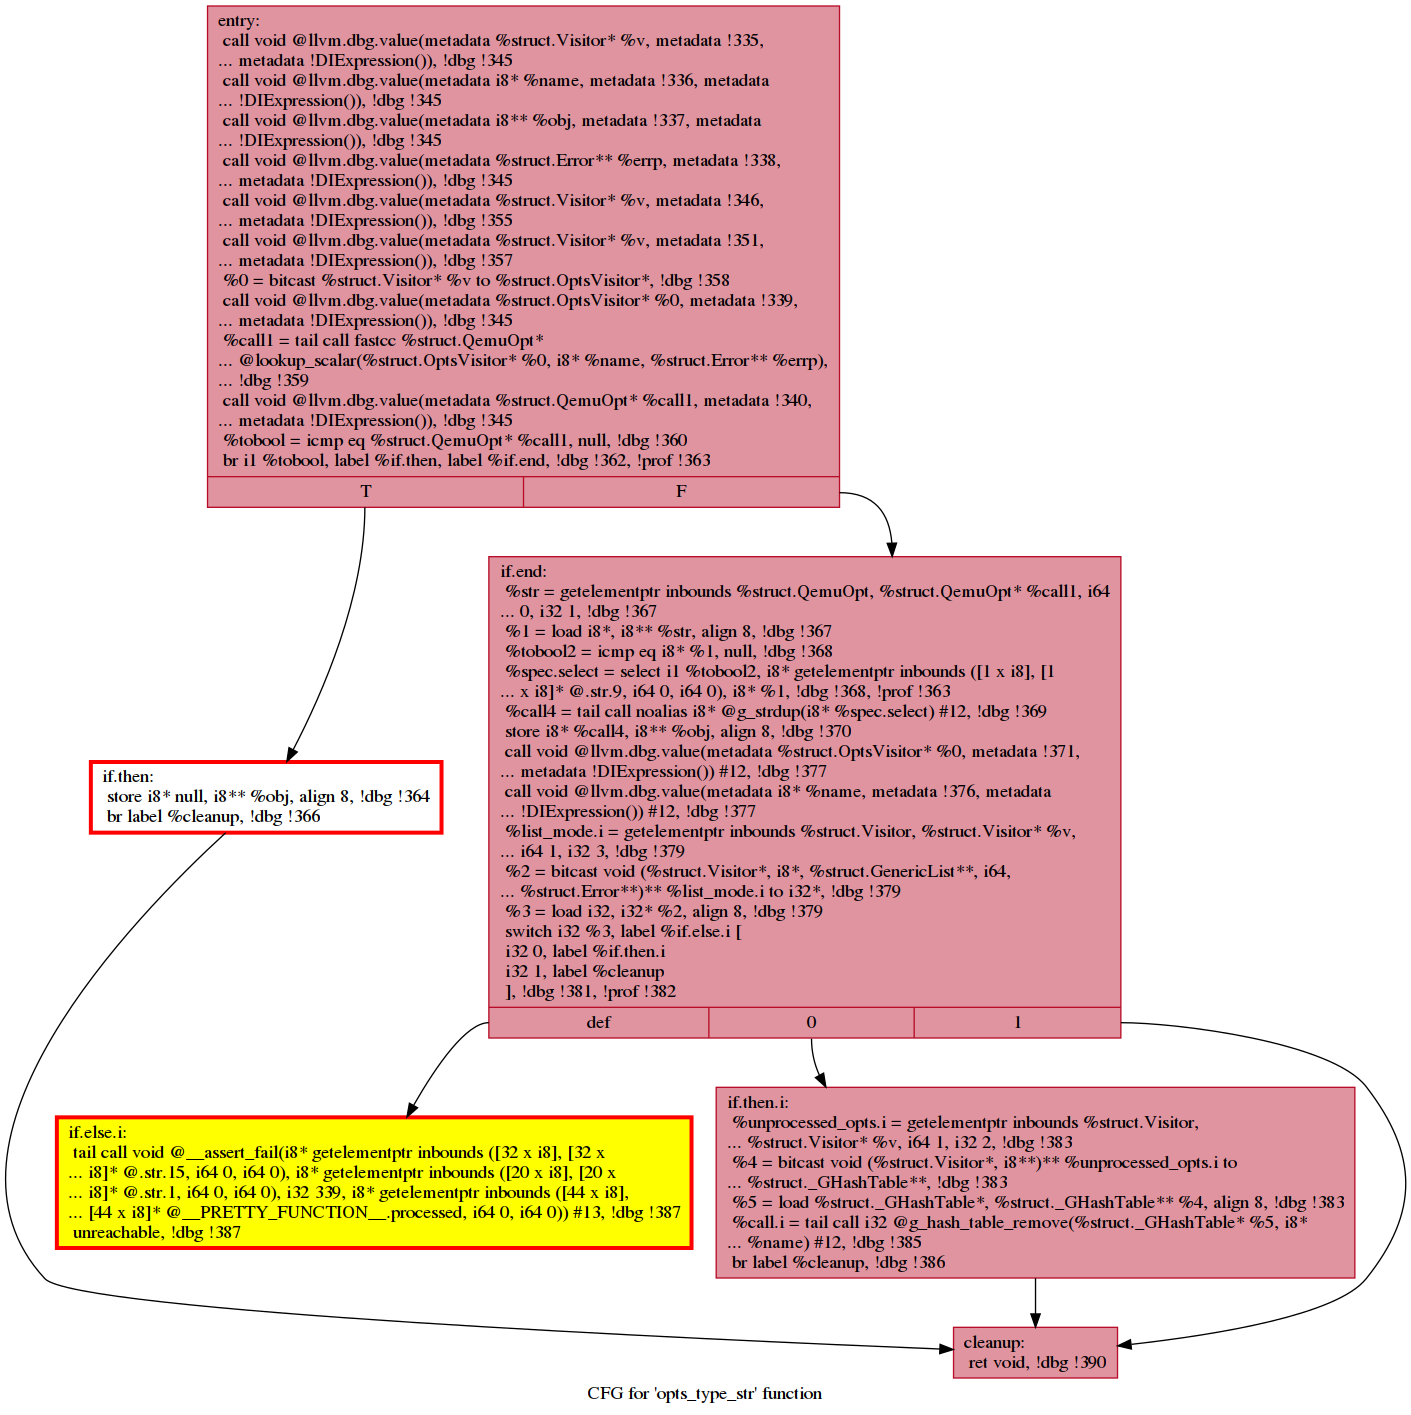 entry:
call void @llvm.dbg.value(metadata %struct.Visitor* %v, metadata !335,
... metadata !DIExpression()), !dbg !345
call void @llvm.dbg.value(metadata i8* %name, metadata !336, metadata
... !DIExpression()), !dbg !345
call void @llvm.dbg.value(metadata i8** %obj, metadata !337, metadata
... !DIExpression()), !dbg !345
call void @llvm.dbg.value(metadata %struct.Error** %errp, metadata !338,
... metadata !DIExpression()), !dbg !345
call void @llvm.dbg.value(metadata %struct.Visitor* %v, metadata !346,
... metadata !DIExpression()), !dbg !355
call void @llvm.dbg.value(metadata %struct.Visitor* %v, metadata !351,
... metadata !DIExpression()), !dbg !357
%0 = bitcast %struct.Visitor* %v to %struct.OptsVisitor*, !dbg !358
call void @llvm.dbg.value(metadata %struct.OptsVisitor* %0, metadata !339,
... metadata !DIExpression()), !dbg !345
%call1 = tail call fastcc %struct.QemuOpt*
... @lookup_scalar(%struct.OptsVisitor* %0, i8* %name, %struct.Error** %errp),
... !dbg !359
call void @llvm.dbg.value(metadata %struct.QemuOpt* %call1, metadata !340,
... metadata !DIExpression()), !dbg !345
%tobool = icmp eq %struct.QemuOpt* %call1, null, !dbg !360
br i1 %tobool, label %if.then, label %if.end, !dbg !362, !prof !363
T F
if.end:
%str = getelementptr inbounds %struct.QemuOpt, %struct.QemuOpt* %call1, i64
... 0, i32 1, !dbg !367
%1 = load i8*, i8** %str, align 8, !dbg !367
%tobool2 = icmp eq i8* %1, null, !dbg !368
%spec.select = select i1 %tobool2, i8* getelementptr inbounds ([1 x i8], [1
... x i8]* @.str.9, i64 0, i64 0), i8* %1, !dbg !368, !prof !363
%call4 = tail call noalias i8* @g_strdup(i8* %spec.select) #12, !dbg !369
store i8* %call4, i8** %obj, align 8, !dbg !370
call void @llvm.dbg.value(metadata %struct.OptsVisitor* %0, metadata !371,
... metadata !DIExpression()) #12, !dbg !377
call void @llvm.dbg.value(metadata i8* %name, metadata !376, metadata
... !DIExpression()) #12, !dbg !377
%list_mode.i = getelementptr inbounds %struct.Visitor, %struct.Visitor* %v,
... i64 1, i32 3, !dbg !379
%2 = bitcast void (%struct.Visitor*, i8*, %struct.GenericList**, i64,
... %struct.Error**)** %list_mode.i to i32*, !dbg !379
%3 = load i32, i32* %2, align 8, !dbg !379
switch i32 %3, label %if.else.i [
i32 0, label %if.then.i
i32 1, label %cleanup
], !dbg !381, !prof !382
def 0 1
if.then:
store i8* null, i8** %obj, align 8, !dbg !364
br label %cleanup, !dbg !366
if.else.i:
tail call void @__assert_fail(i8* getelementptr inbounds ([32 x i8], [32 x
... i8]* @.str.15, i64 0, i64 0), i8* getelementptr inbounds ([20 x i8], [20 x
... i8]* @.str.1, i64 0, i64 0), i32 339, i8* getelementptr inbounds ([44 x i8],
... [44 x i8]* @__PRETTY_FUNCTION__.processed, i64 0, i64 0)) #13, !dbg !387
unreachable, !dbg !387
if.then.i:
%unprocessed_opts.i = getelementptr inbounds %struct.Visitor,
... %struct.Visitor* %v, i64 1, i32 2, !dbg !383
%4 = bitcast void (%struct.Visitor*, i8**)** %unprocessed_opts.i to
... %struct._GHashTable**, !dbg !383
%5 = load %struct._GHashTable*, %struct._GHashTable** %4, align 8, !dbg !383
%call.i = tail call i32 @g_hash_table_remove(%struct._GHashTable* %5, i8*
... %name) #12, !dbg !385
br label %cleanup, !dbg !386
cleanup:
ret void, !dbg !390
CFG for 'opts_type_str' function